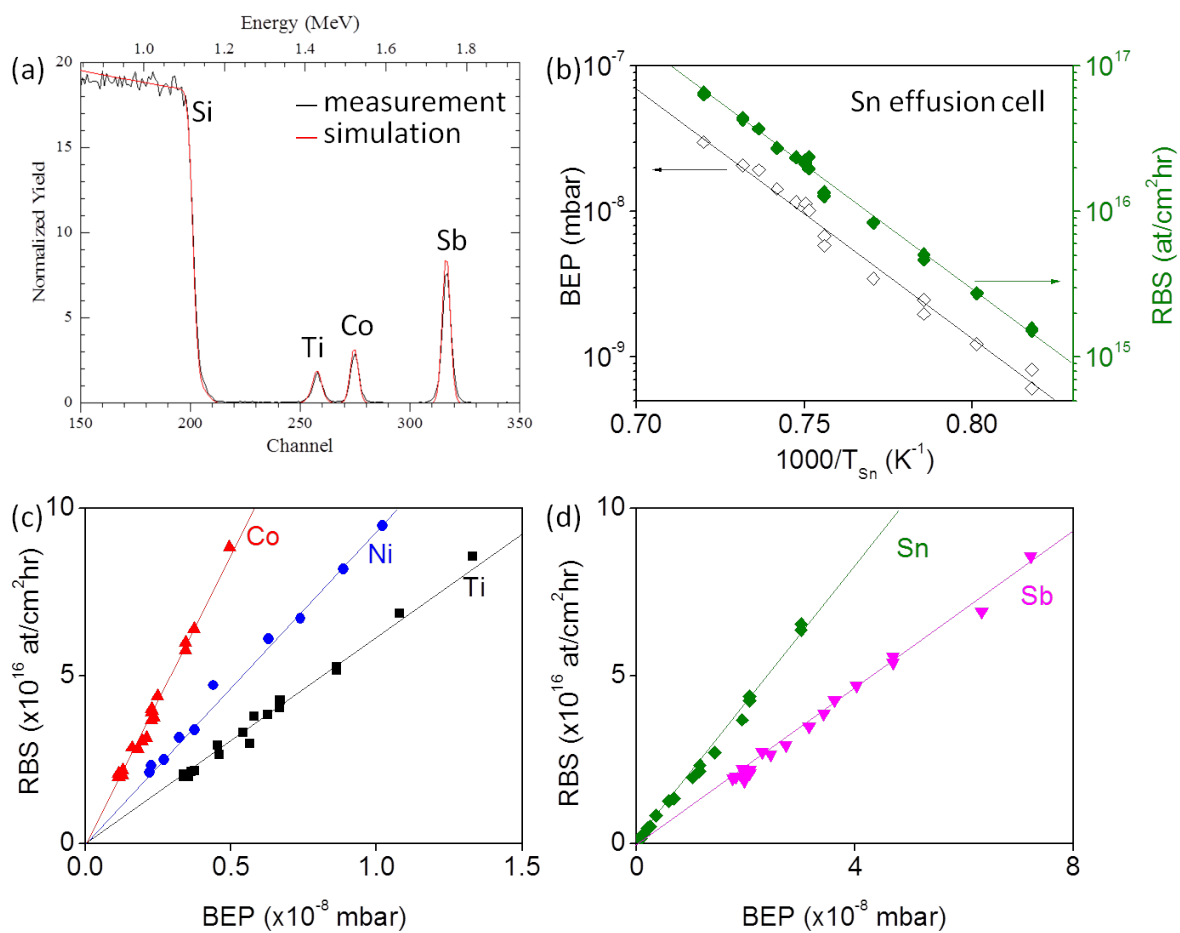 Energy (MeV)
1.0 1.2 1.4 1.6 1.8
(a)
20
15
10
5
0
Normalized Yield
Si
measurement
simulation
Ti
Co
Sb
150 200 250 300 350
Channel
(b)
Sn effusion cell
10⁻⁷
10⁻⁸
10⁻⁹
BEP (mbar)
10¹⁷
10¹⁶
10¹⁵
RBS (at/cm²hr)
0.70 0.75 0.80
1000/T_Sn (K⁻¹)
(c)
10
5
0
RBS (x10¹⁶ at/cm²hr)
Co
Ni
Ti
0.0 0.5 1.0 1.5
BEP (x10⁻⁸ mbar)
(d)
10
5
0
RBS (x10¹⁶ at/cm²hr)
Sn
Sb
0 4 8
BEP (x10⁻⁸ mbar)